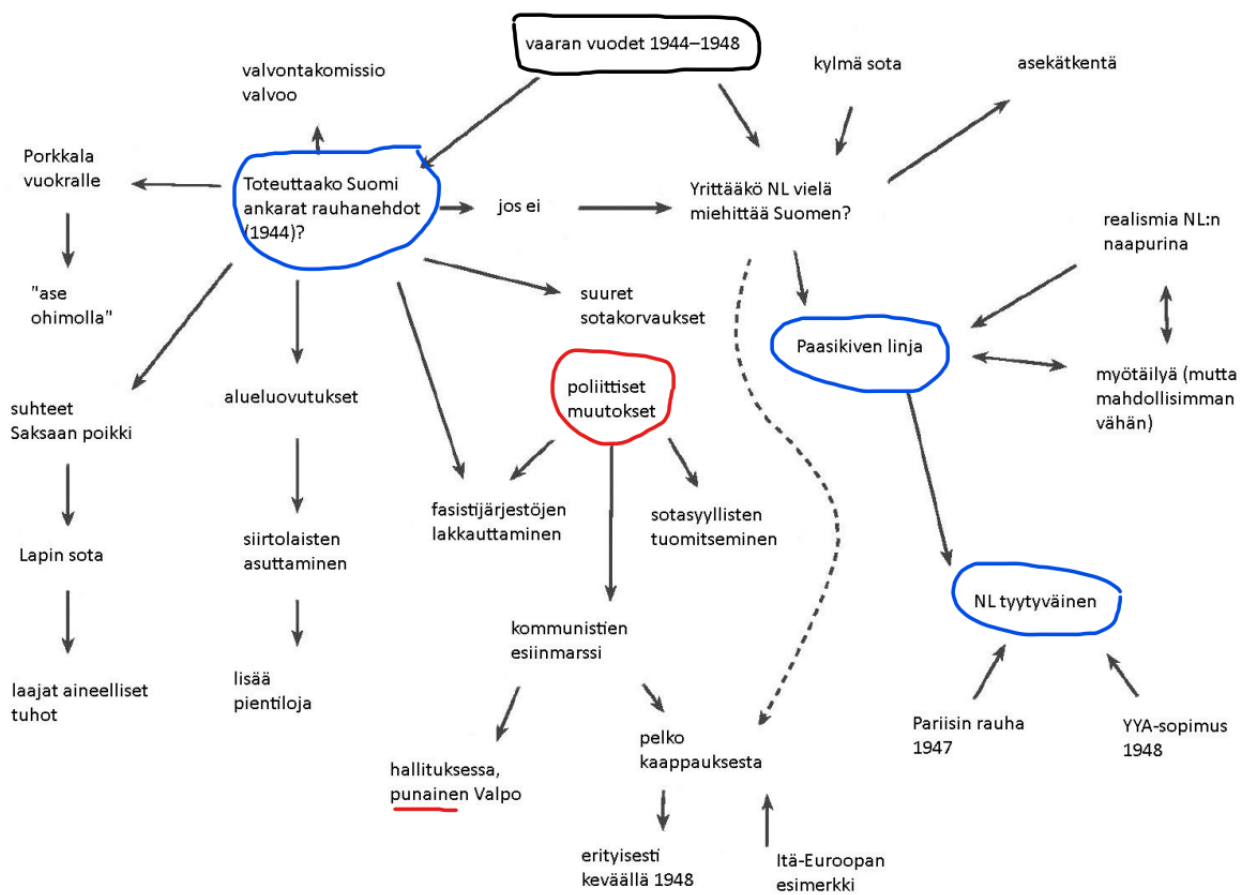 vaaran vuodet 1944–1948
valvontakomissio
valvoo
kylmä sota
asekätkentä
Porkkala
vuokralle
Toteuttaako Suomi
ankarat rauhanehdot
(1944)?
jos ei
Yrittääkö NL vielä
miehittää Suomen?
realismia NL:n
naapurina
"ase
ohimolla"
suuret
sotakorvaukset
Paasikiven linja
myötäilyä (mutta
mahdollisimman
vähän)
suhteet
Saksaan poikki
alueluovutukset
poliittiset
muutokset
fasistijärjestöjen
lakkauttaminen
sotasyyllisten
tuomitseminen
Lapin sota
siirtolaisten
asuttaminen
NL tyytyväinen
kommunistien
esiinmarssi
laajat aineelliset
tuhot
lisää
pientiloja
Pariisin rauha
1947
YYA-sopimus
1948
hallituksessa,
punainen Valpo
pelko
kaappauksesta
erityisesti
keväällä 1948
Itä-Euroopan
esimerkki